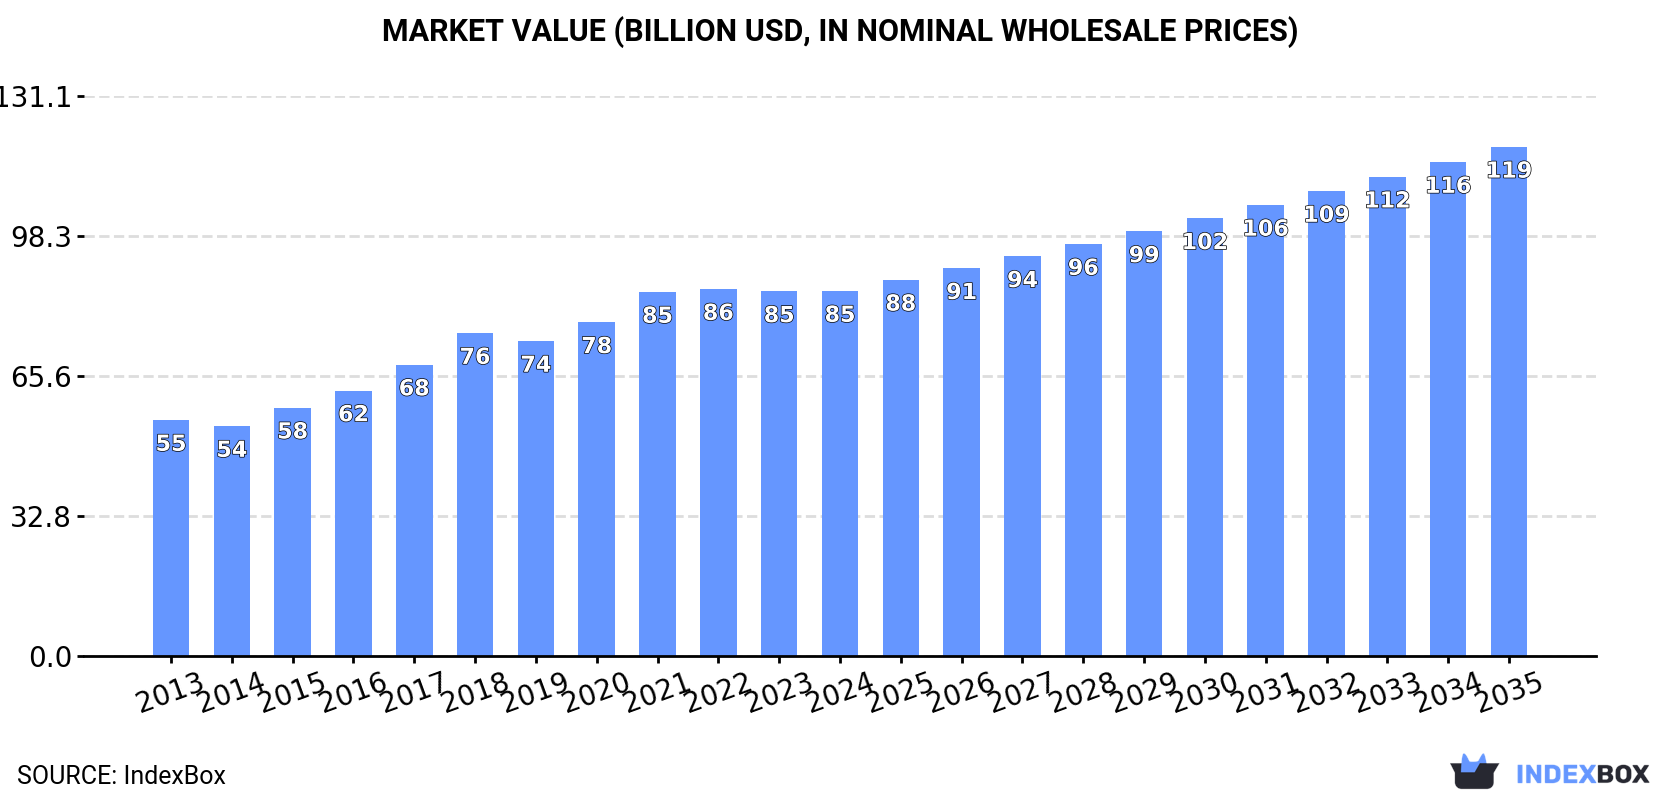 MARKET VALUE (BILLION USD, IN NOMINAL WHOLESALE PRICES)
131.1
98.3
65.6
32.8
0.0
55 54 58 62 68 76 74 78 85 86 85 85 88 91 94 96 99 102 106 109 112 116 119
2013 2014 2015 2016 2017 2018 2019 2020 2021 2022 2023 2024 2025 2026 2027 2028 2029 2030 2031 2032 2033 2034 2035
SOURCE: IndexBox
INDEXBOX